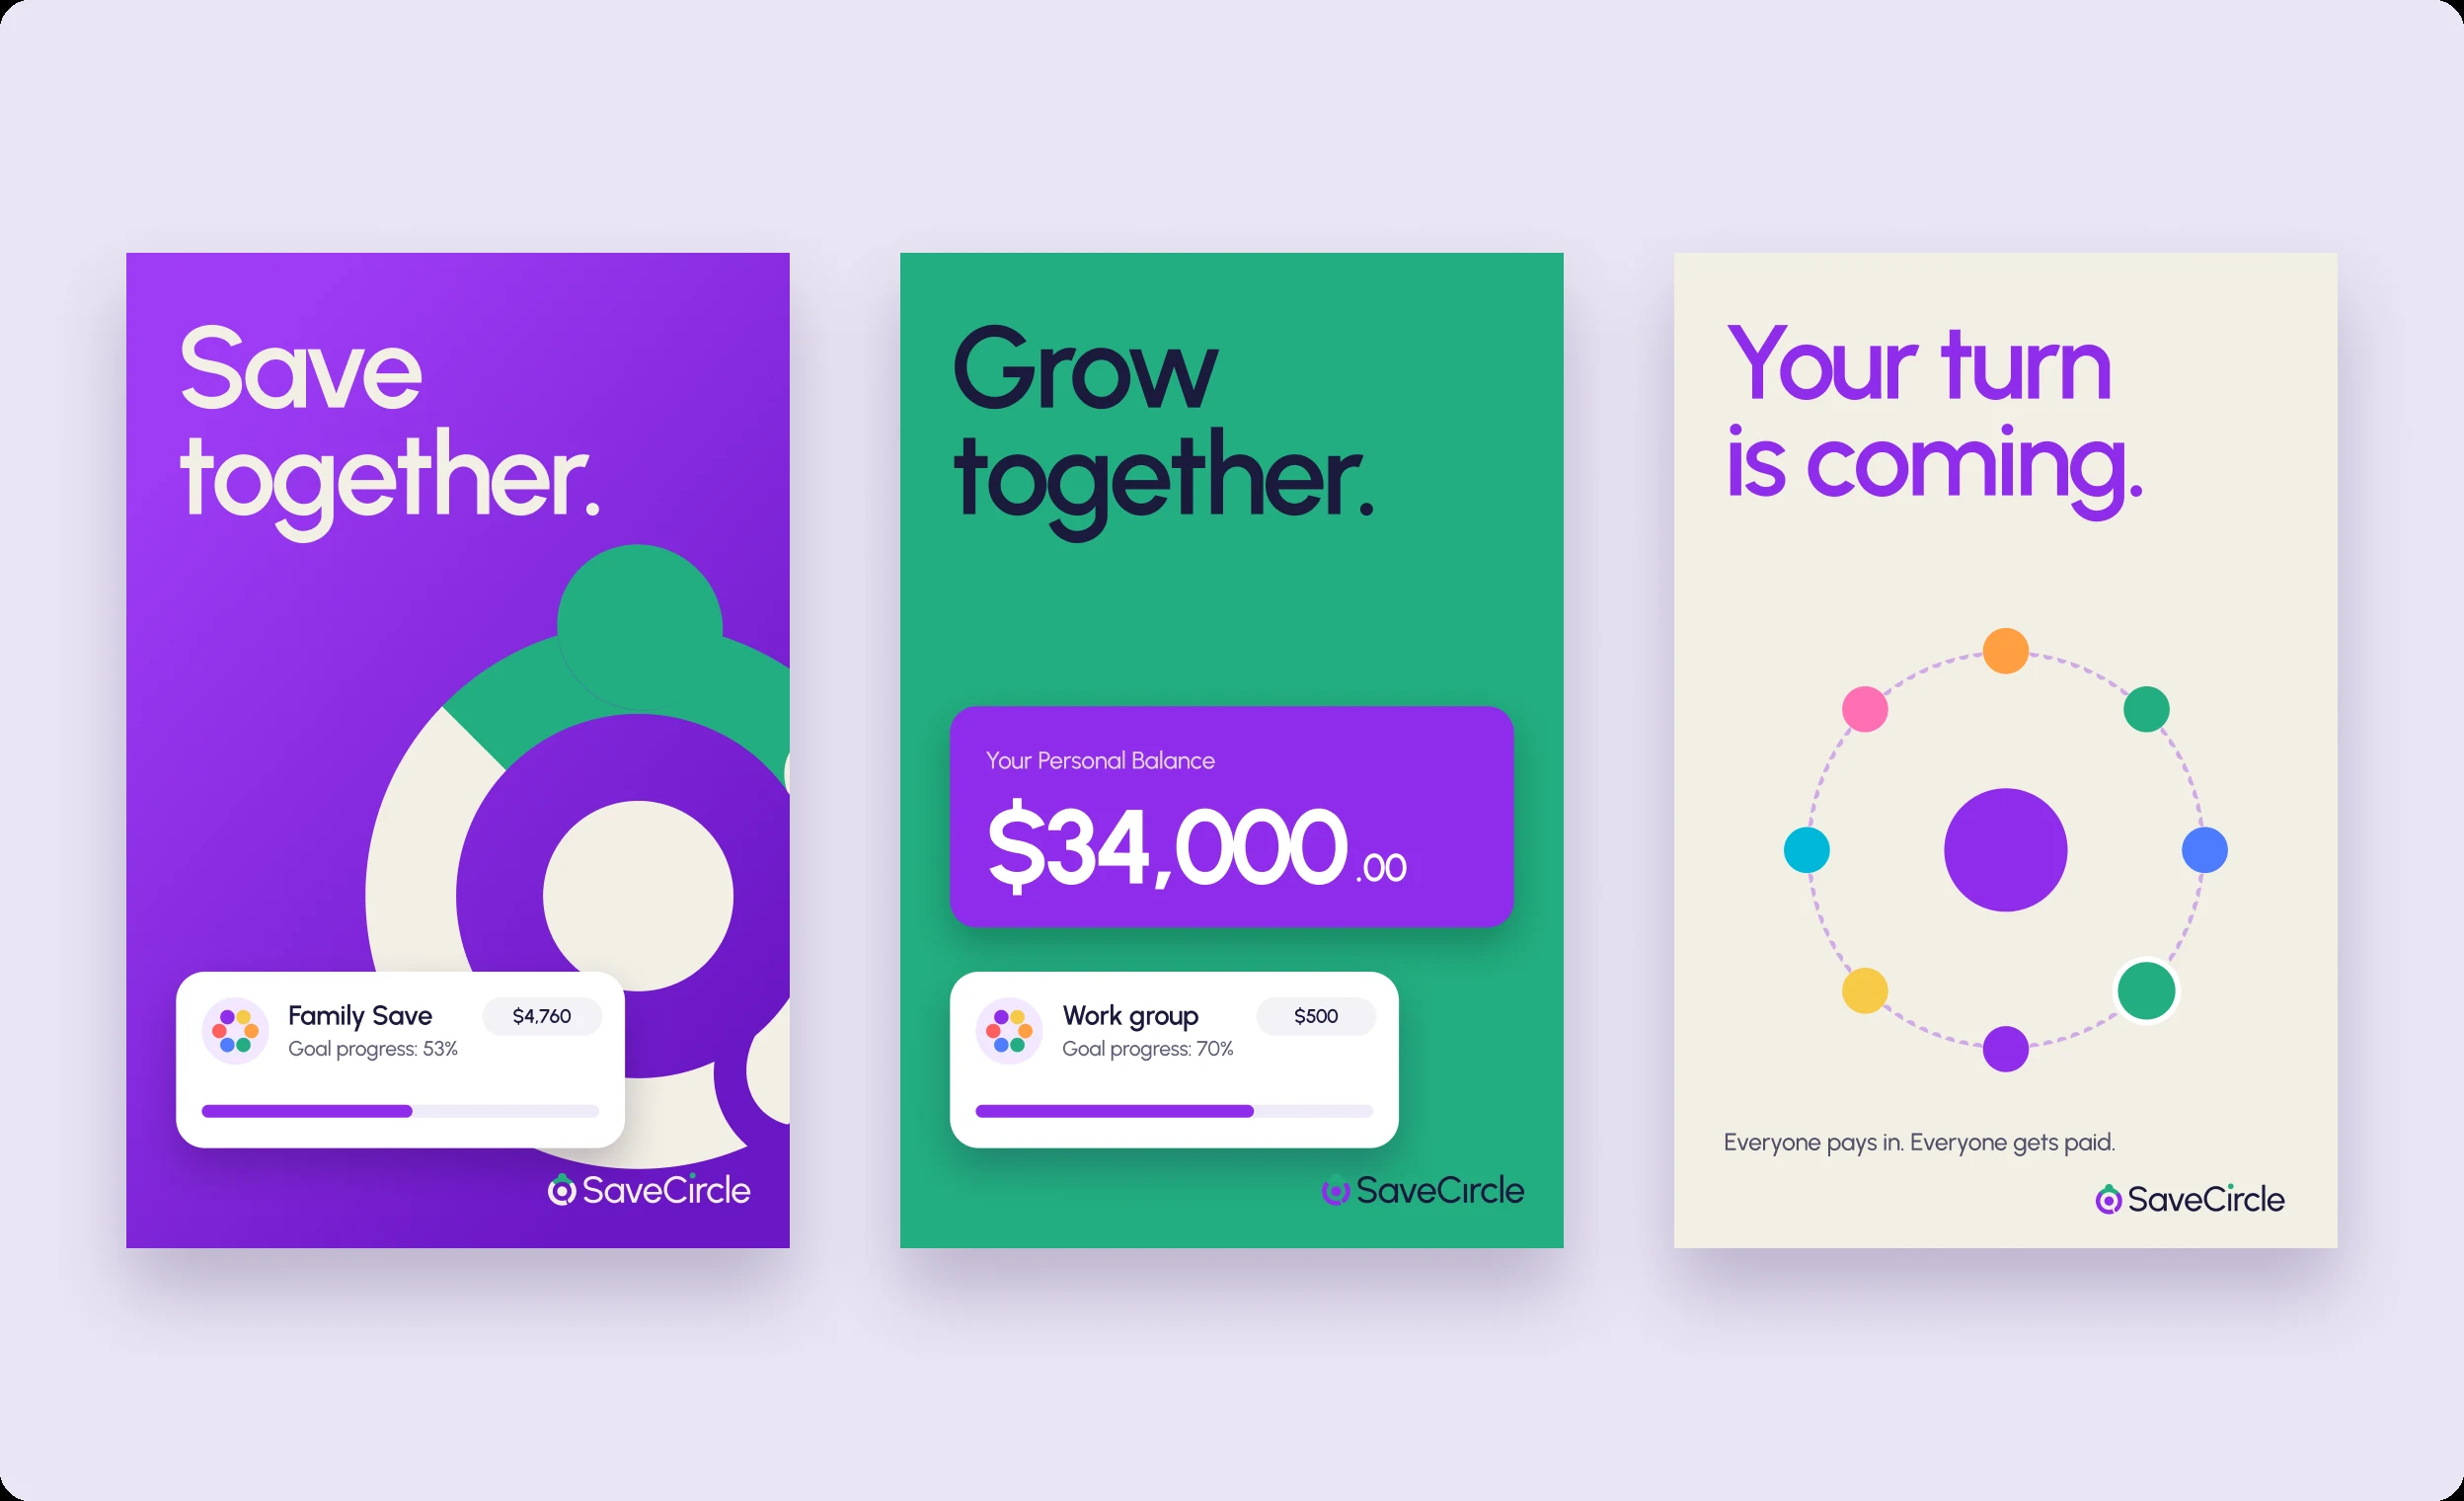 Save
together.
Family Save
$4,760
Goal progress: 53%
SaveCircle
Grow
together.
Your Personal Balance
$34,000.00
Work group
$500
Goal progress: 70%
SaveCircle
Your turn
is coming.
Everyone pays in. Everyone gets paid.
SaveCircle